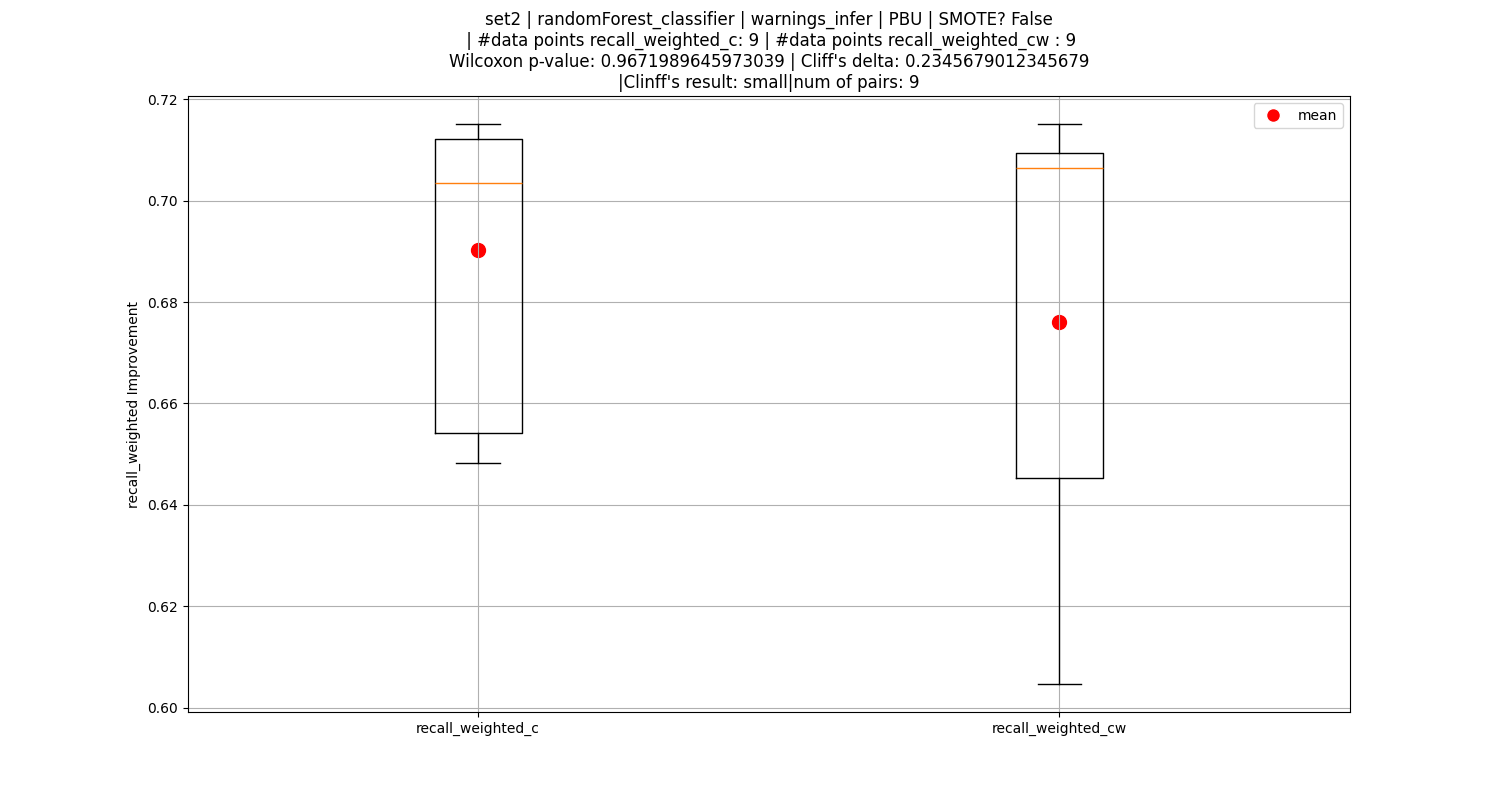 set2 | randomForest_classifier | warnings_infer | PBU | SMOTE? False
| #data points recall_weighted_c: 9 | #data points recall_weighted_cw : 9
Wilcoxon p-value: 0.9671989645973039 | Cliff's delta: 0.2345679012345679
|Clinff's result: small|num of pairs: 9
mean
recall_weighted Improvement
0.72
0.70
0.68
0.66
0.64
0.62
0.60
recall_weighted_c
recall_weighted_cw